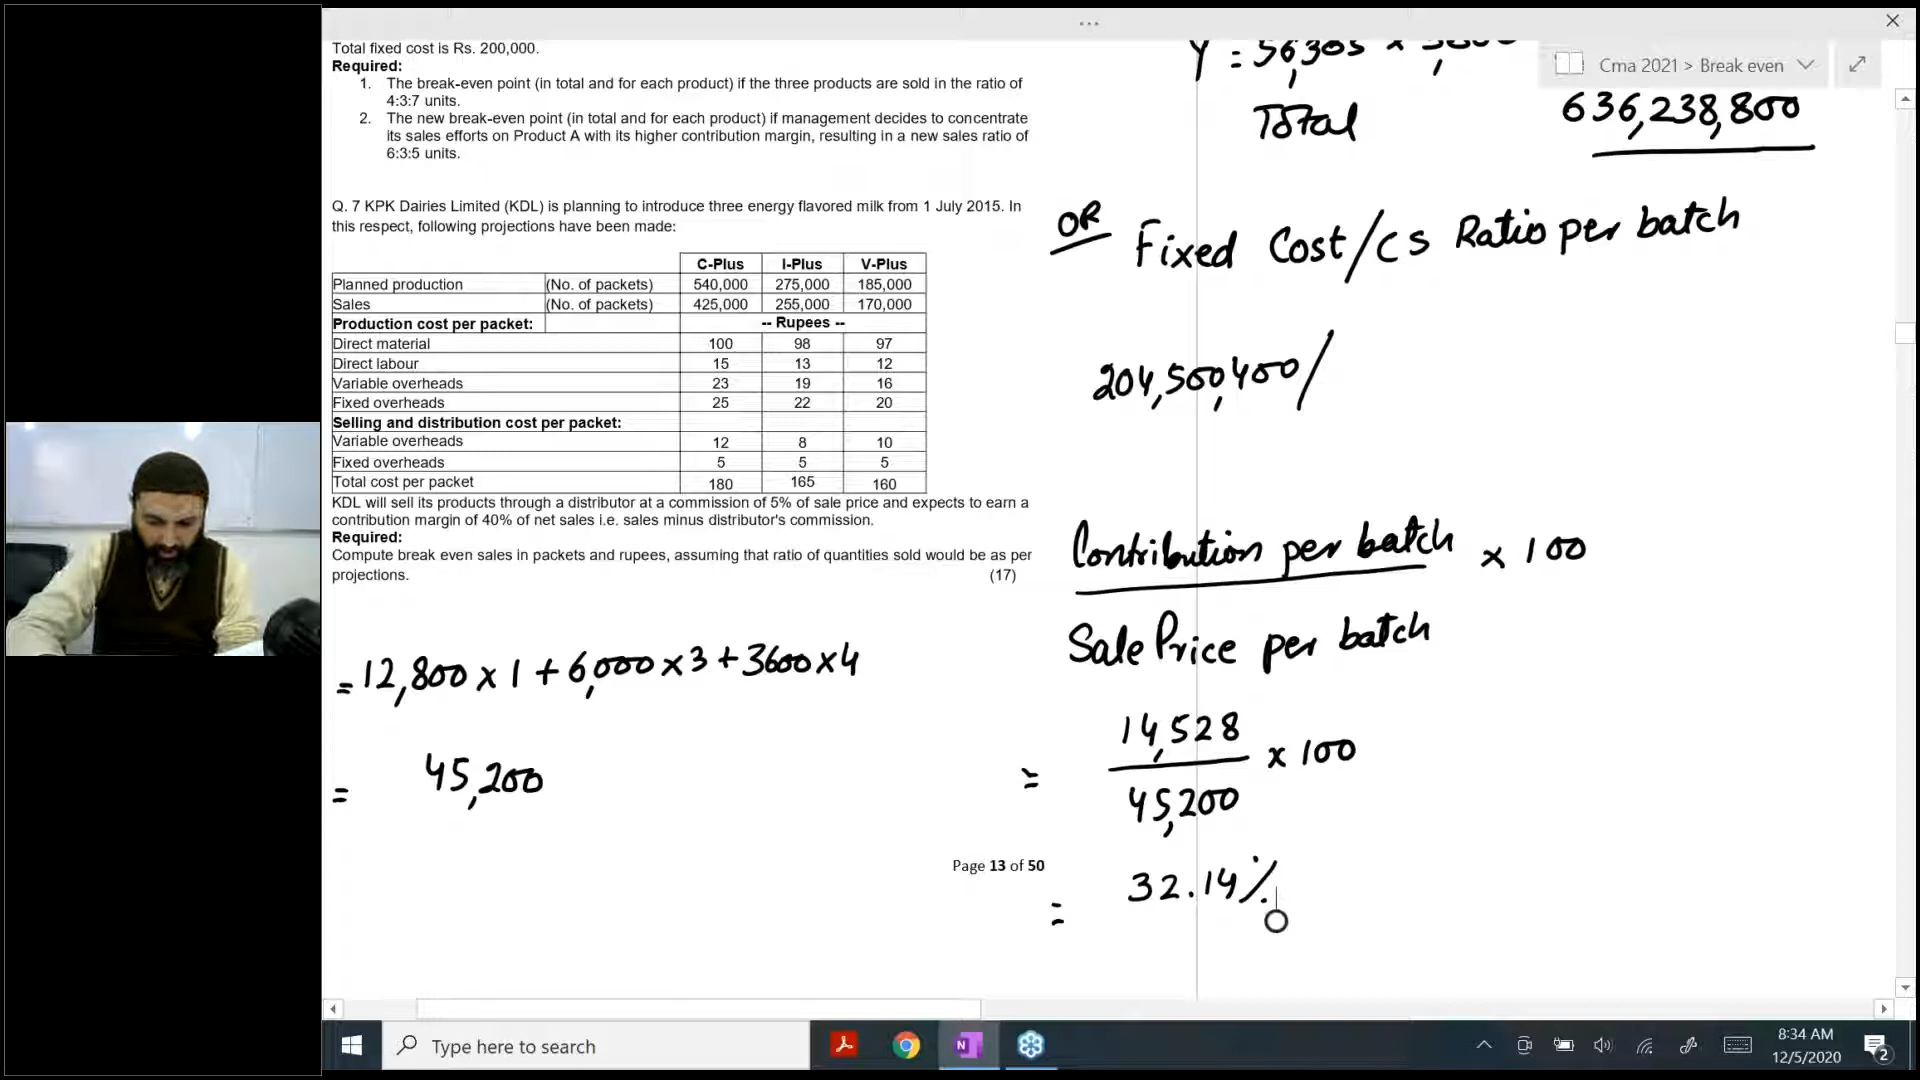 Total fixed cost is Rs. 200,000.
Required:
1. The break-even point (in total and for each product) if the three products are sold in the ratio of
4:3:7 units.
2. The new break-even point (in total and for each product) if management decides to concentrate
its sales efforts on Product A with its higher contribution margin, resulting in a new sales ratio of
6:3:5 units.
Q. 7 KPK Dairies Limited (KDL) is planning to introduce three energy flavored milk from 1 July 2015. In
this respect, following projections have been made:
C-Plus I-Plus V-Plus
Planned production (No. of packets) 540,000 275,000 185,000
Sales (No. of packets) 425,000 255,000 170,000
Production cost per packet: -- Rupees --
Direct material 100 98 97
Direct labour 15 13 12
Variable overheads 23 19 16
Fixed overheads 25 22 20
Selling and distribution cost per packet:
Variable overheads 12 8 10
Fixed overheads 5 5 5
Total cost per packet 180 165 160
KDL will sell its products through a distributor at a commission of 5% of sale price and expects to earn a
contribution margin of 40% of net sales i.e. sales minus distributor's commission.
Required:
Compute break even sales in packets and rupees, assuming that ratio of quantities sold would be as per
projections. (17)
= 12,800 x 1 + 6,000 x 3 + 3600 x 4
= 45,200
Page 13 of 50
Y = 56,305 x
Cma 2021 > Break even
Total 636,238,800
OR Fixed Cost/CS Ratio per batch
204,500,400/
Contribution per batch x 100
Sale Price per batch
= 14,528 x 100
45,200
= 32.14%
Type here to search
8:34 AM
12/5/2020
2